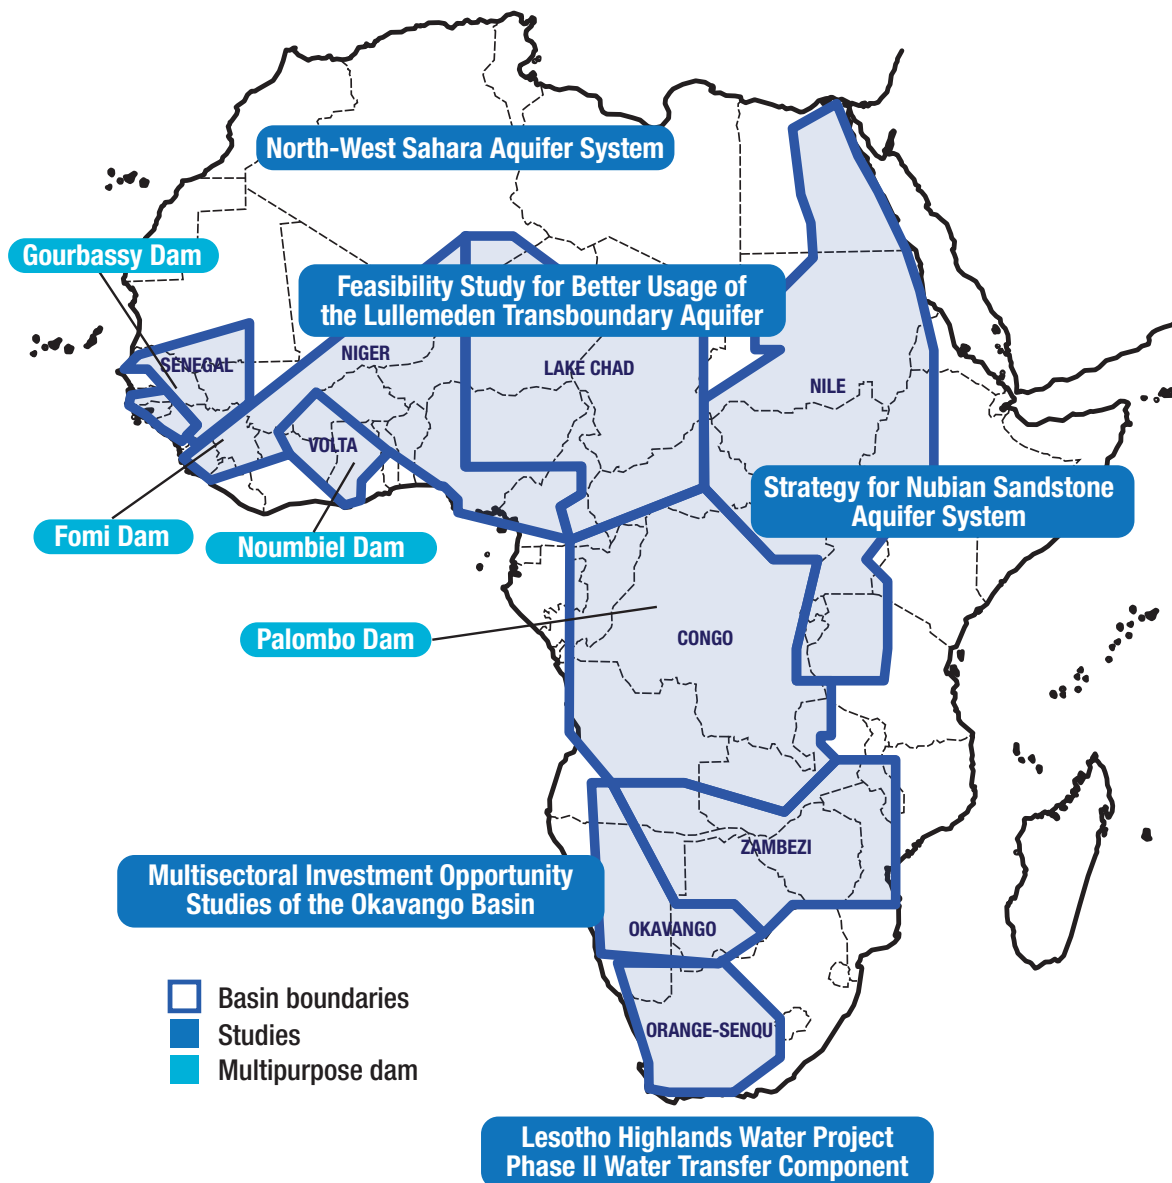 North-West Sahara Aquifer System
Gourbassy Dam
Feasibility Study for Better Usage of
the Lullemeden Transboundary Aquifer
SENEGAL
NIGER
LAKE CHAD
NILE
VOLTA
Strategy for Nubian Sandstone
Aquifer System
Fomi Dam
Noumbiel Dam
Palombo Dam
CONGO
ZAMBEZI
Multisectoral Investment Opportunity
Studies of the Okavango Basin
OKAVANGO
Basin boundaries
Studies
Multipurpose dam
ORANGE-SENQU
Lesotho Highlands Water Project
Phase II Water Transfer Component